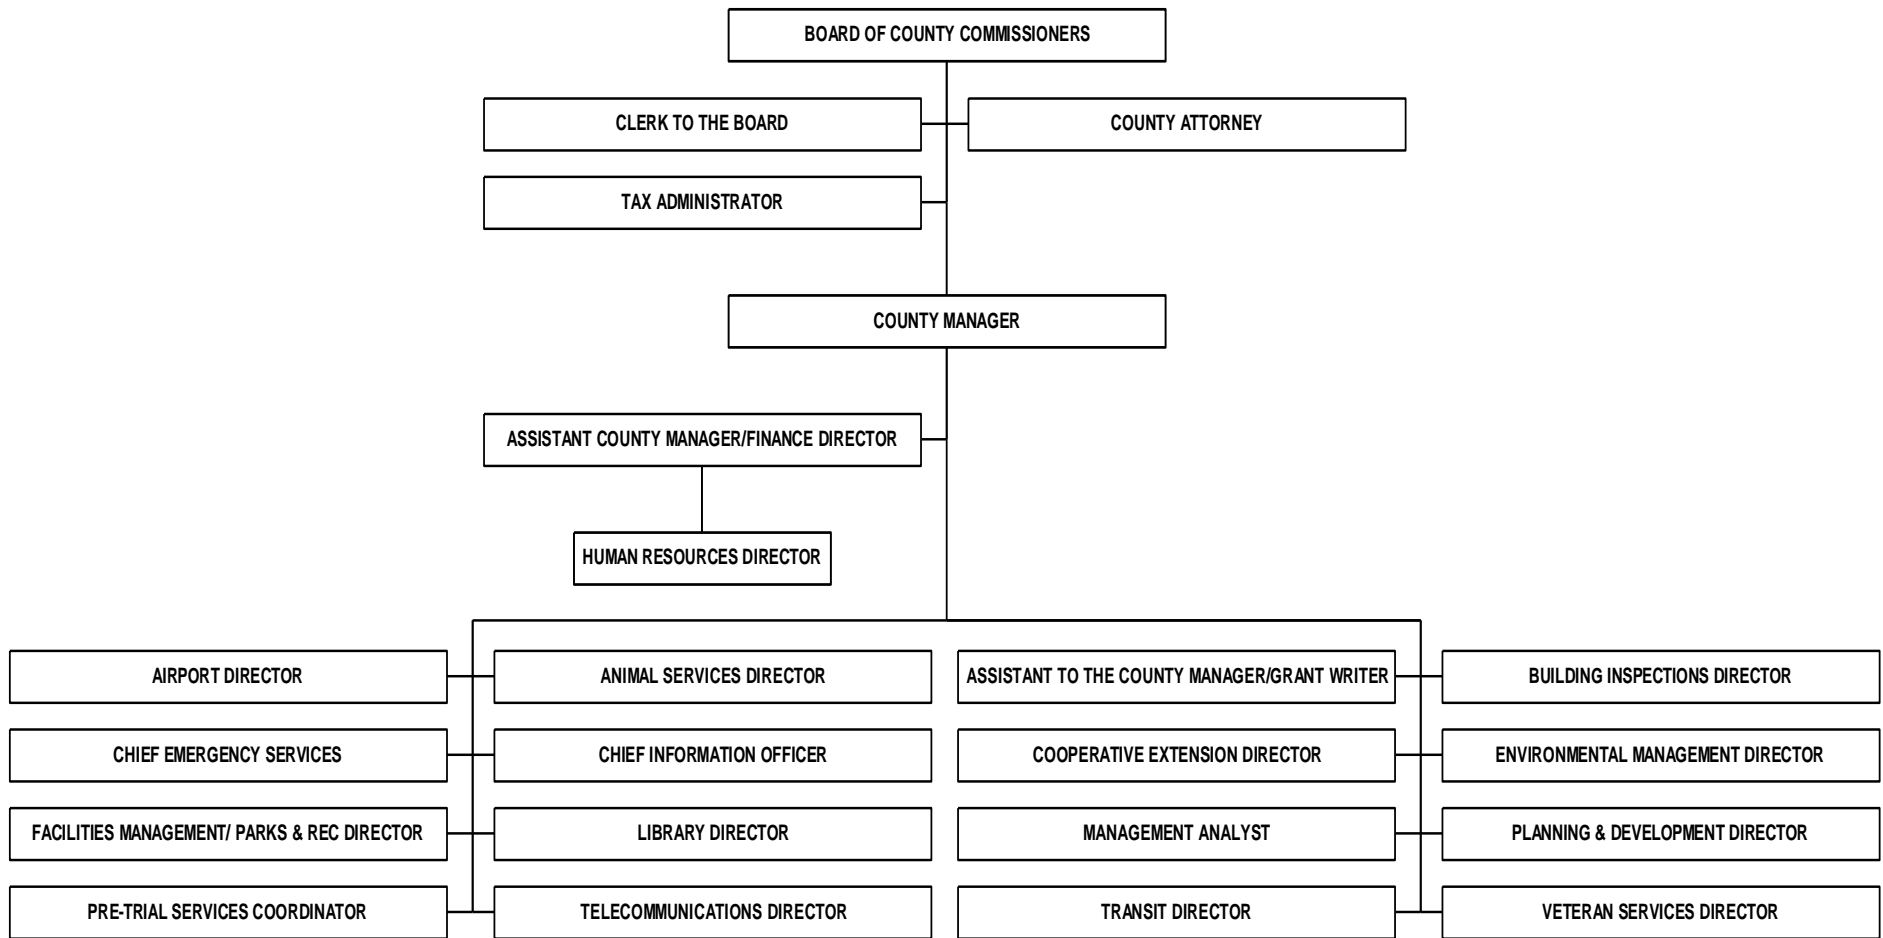 BOARD OF COUNTY COMMISSIONERS
CLERK TO THE BOARD
COUNTY ATTORNEY
TAX ADMINISTRATOR
COUNTY MANAGER
ASSISTANT COUNTY MANAGER/FINANCE DIRECTOR
HUMAN RESOURCES DIRECTOR
AIRPORT DIRECTOR
ANIMAL SERVICES DIRECTOR
ASSISTANT TO THE COUNTY MANAGER/GRANT WRITER
BUILDING INSPECTIONS DIRECTOR
CHIEF EMERGENCY SERVICES
CHIEF INFORMATION OFFICER
COOPERATIVE EXTENSION DIRECTOR
ENVIRONMENTAL MANAGEMENT DIRECTOR
FACILITIES MANAGEMENT/ PARKS & REC DIRECTOR
LIBRARY DIRECTOR
MANAGEMENT ANALYST
PLANNING & DEVELOPMENT DIRECTOR
PRE-TRIAL SERVICES COORDINATOR
TELECOMMUNICATIONS DIRECTOR
TRANSIT DIRECTOR
VETERAN SERVICES DIRECTOR